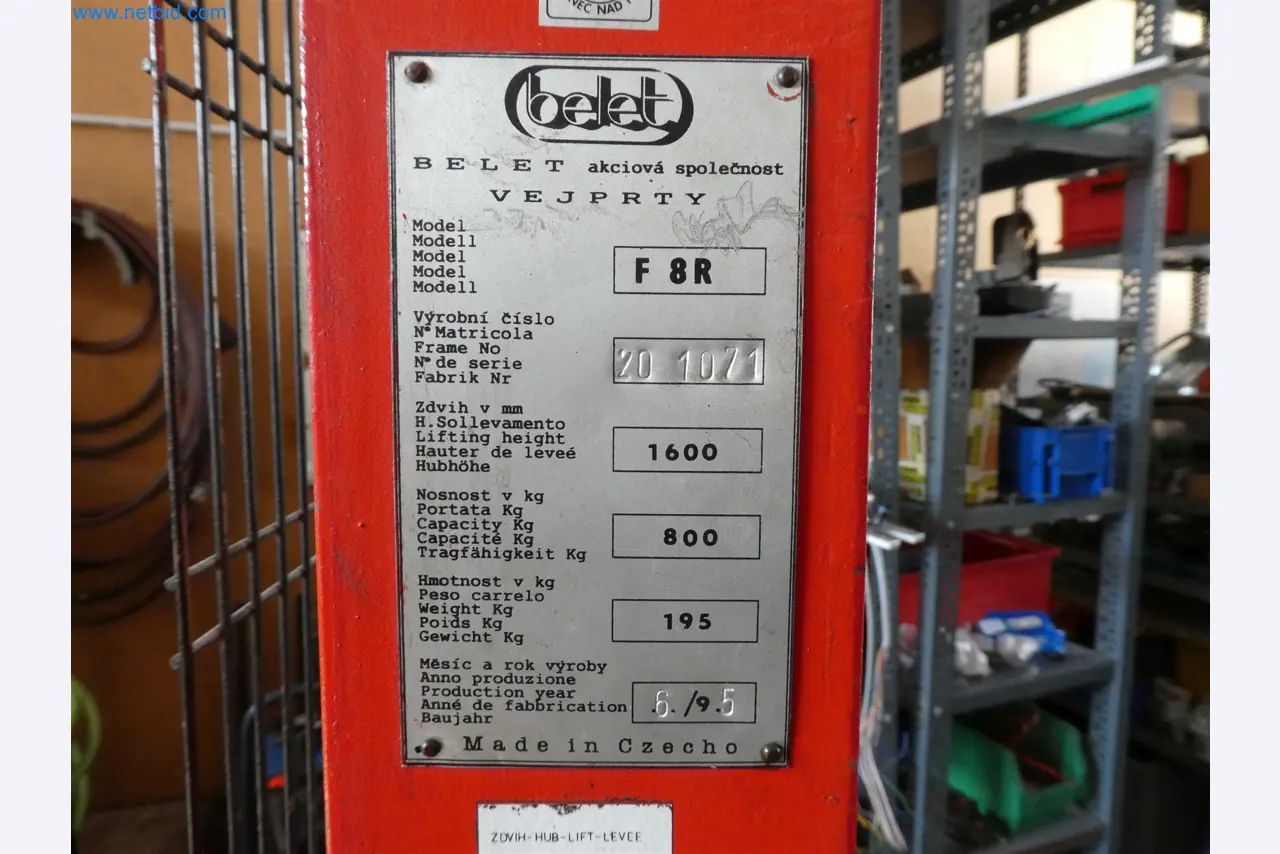 www.netbid.com
NEC NAD
belet
BELET akciová společnost
VEJPRTY
Model
Modell
Model
Model
Modell
F 8R
Výrobní číslo
N° Matricola
Frame No
N° de serie
Fabrik Nr
20 1071
Zdvih v mm
H.Sollevamento
Lifting height
Hauter de leveé
Hubhöhe
1600
Nosnost v kg
Portata Kg
Capacity Kg
Capacité Kg
Tragfähigkeit Kg
800
Hmotnost v kg
Peso carrelo
Weight Kg
Poids Kg
Gewicht Kg
195
Měsíc a rok výroby
Anno produzione
Production year
Anné de fabbrication
Baujahr
6./9.5
Made in Czecho
ZDVIH-HUB-LIFT-LEVEE